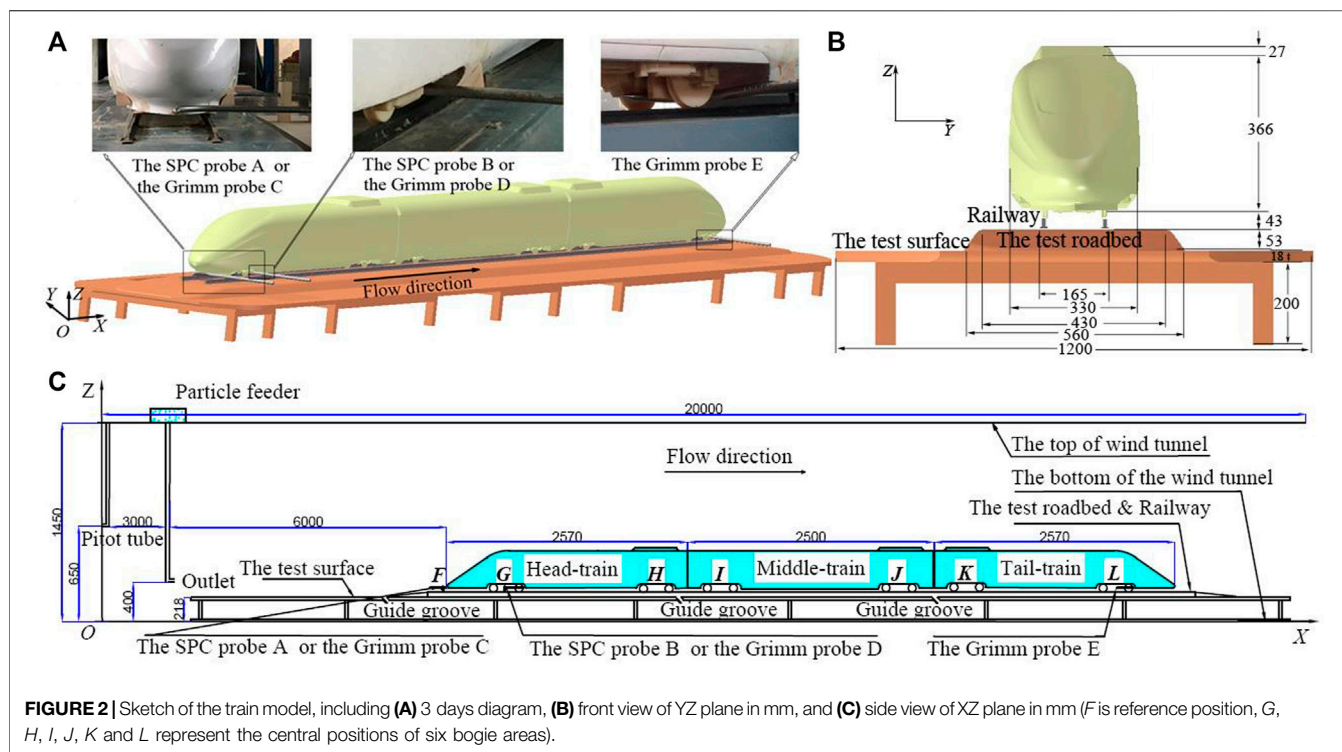 A
The SPC probe A or
the Grimm probe C
The SPC probe B or
the Grimm probe D
The Grimm probe E
Flow direction
Y
Z
O
X
B
Z
Y
27
366
Railway
43
The test surface
The test roadbed
53
18 t
200
165
330
430
560
1200
C
Z
Particle feeder
20000
The top of wind tunnel
Flow direction
The bottom of the wind tunnel
The test roadbed & Railway
1450
3000
6000
2570
2500
2570
Pitot tube
650
Outlet
The test surface
F
G
Head-train
H
I
Middle-train
J
K
Tail-train
L
400
218
Guide groove
Guide groove
Guide groove
O
X
The SPC probe A or the Grimm probe C
The SPC probe B or the Grimm probe D
The Grimm probe E
FIGURE 2 | Sketch of the train model, including (A) 3 days diagram, (B) front view of YZ plane in mm, and (C) side view of XZ plane in mm (F is reference position, G,
H, I, J, K and L represent the central positions of six bogie areas).